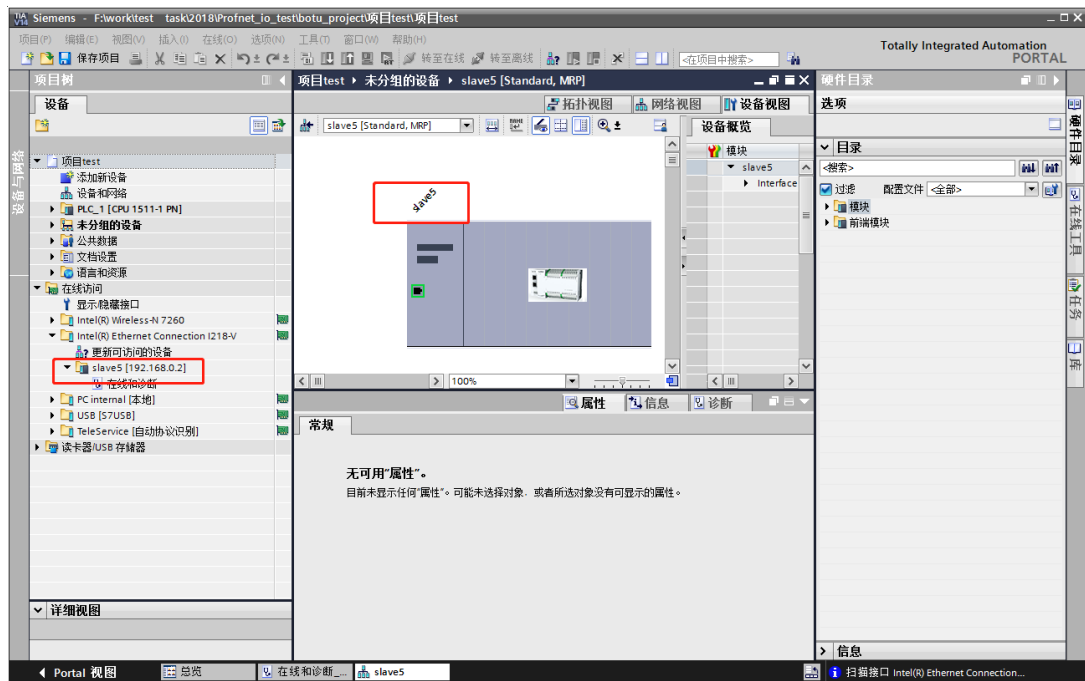 Siemens - F:\work\test task\2018\Profnet_io_test\botu_project\项目test\项目test
项目(P) 编辑(E) 视图(V) 插入(I) 在线(O) 选项(N) 工具(T) 窗口(W) 帮助(H)
Totally Integrated Automation
PORTAL
保存项目 转至在线 转至离线 <在项目中搜索>
项目树
设备
项目test
添加新设备
设备和网络
PLC_1 [CPU 1511-1 PN]
未分组的设备
公共数据
文档设置
语言和资源
在线访问
显示/隐藏接口
Intel(R) Wireless-N 7260
Intel(R) Ethernet Connection I218-V
更新可访问的设备
slave5 [192.168.0.2]
在线和诊断
PC internal [本地]
USB [S7USB]
TeleService [自动协议识别]
读卡器/USB 存储器
详细视图
设备与网络
项目test 未分组的设备 slave5 [Standard, MRP]
拓扑视图 网络视图 设备视图
slave5 [Standard, MRP]
设备概览
模块
slave5
Interface
slave5
100%
属性 信息 诊断
常规
无可用"属性"。
目前未显示任何"属性"。可能未选择对象，或者所选对象没有可显示的属性。
硬件目录
选项
目录
<搜索>
过滤 配置文件 <全部>
模块
前端模块
信息
硬件目录
在线工具
任务
库
Portal 视图 总览 在线和诊断_... slave5 扫描接口 Intel(R) Ethernet Connection...